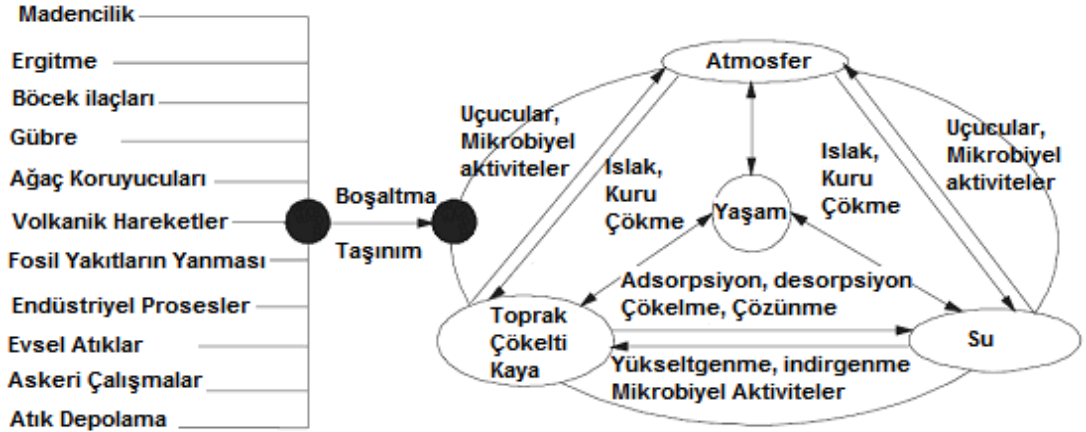 Madencilik
Ergitme
Böcek ilaçları
Gübre
Ağaç Koruyucuları
Volkanik Hareketler
Fosil Yakıtların Yanması
Endüstriyel Prosesler
Evsel Atıklar
Askeri Çalışmalar
Atık Depolama
Boşaltma
Taşınım
Atmosfer
Uçucular,
Mikrobiyel
aktiviteler
Islak,
Kuru
Çökme
Yaşam
Islak,
Kuru
Çökme
Uçucular,
Mikrobiyel
aktiviteler
Adsorpsiyon, desorpsiyon
Çökelme, Çözünme
Toprak
Çökelti
Kaya
Su
Yükseltgenme, indirgenme
Mikrobiyel Aktiviteler